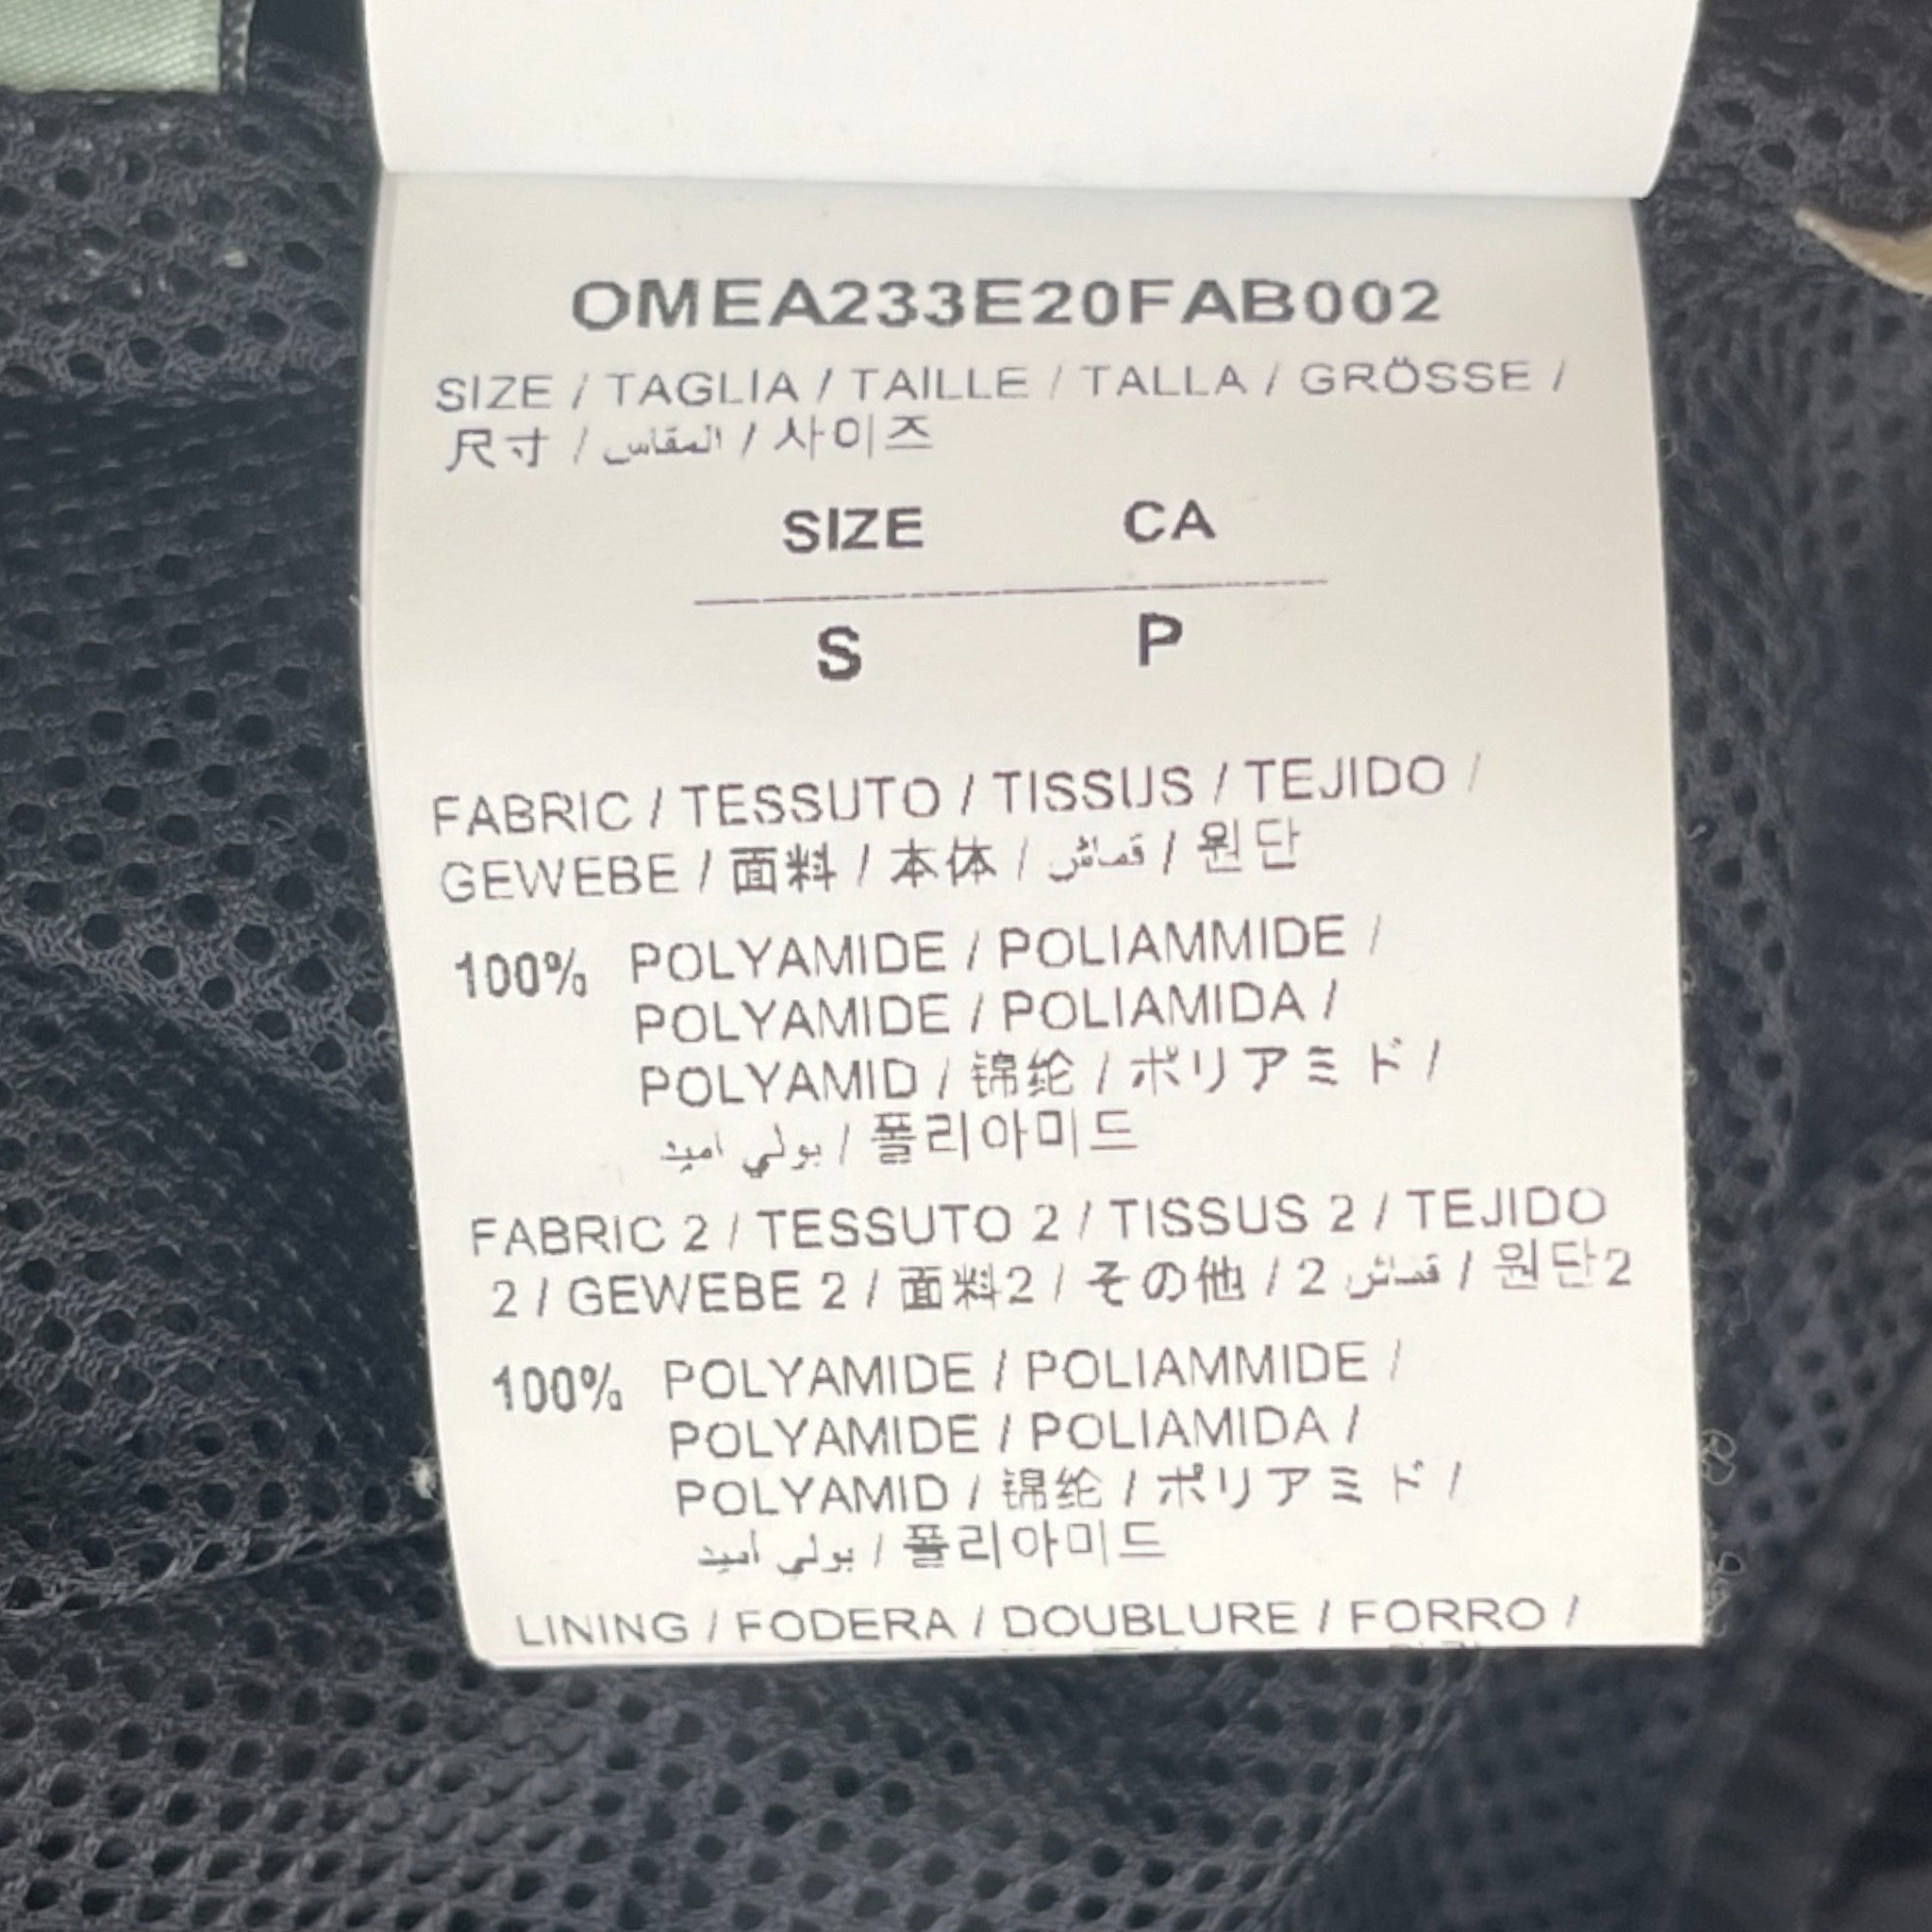 OMEA233E20FAB002
SIZE / TAGLIA / TAILLE / TALLA / GRÖSSE /
尺寸 / المقاس / 사이즈
SIZE CA
S P
FABRIC / TESSUTO / TISSUS / TEJIDO /
GEWEBE / 面料 / 本体 / قماش / 원단
100% POLYAMIDE / POLIAMMIDE /
POLYAMIDE / POLIAMIDA /
POLYAMID / 锦纶 / ポリアミド /
بولي اميد / 폴리아미드
FABRIC 2 / TESSUTO 2 / TISSUS 2 / TEJIDO
2 / GEWEBE 2 / 面料2 / その他 / قماش 2 / 원단2
100% POLYAMIDE / POLIAMMIDE /
POLYAMIDE / POLIAMIDA /
POLYAMID / 锦纶 / ポリアミド /
بولي أميد / 폴리아미드
LINING / FODERA / DOUBLURE / FORRO /